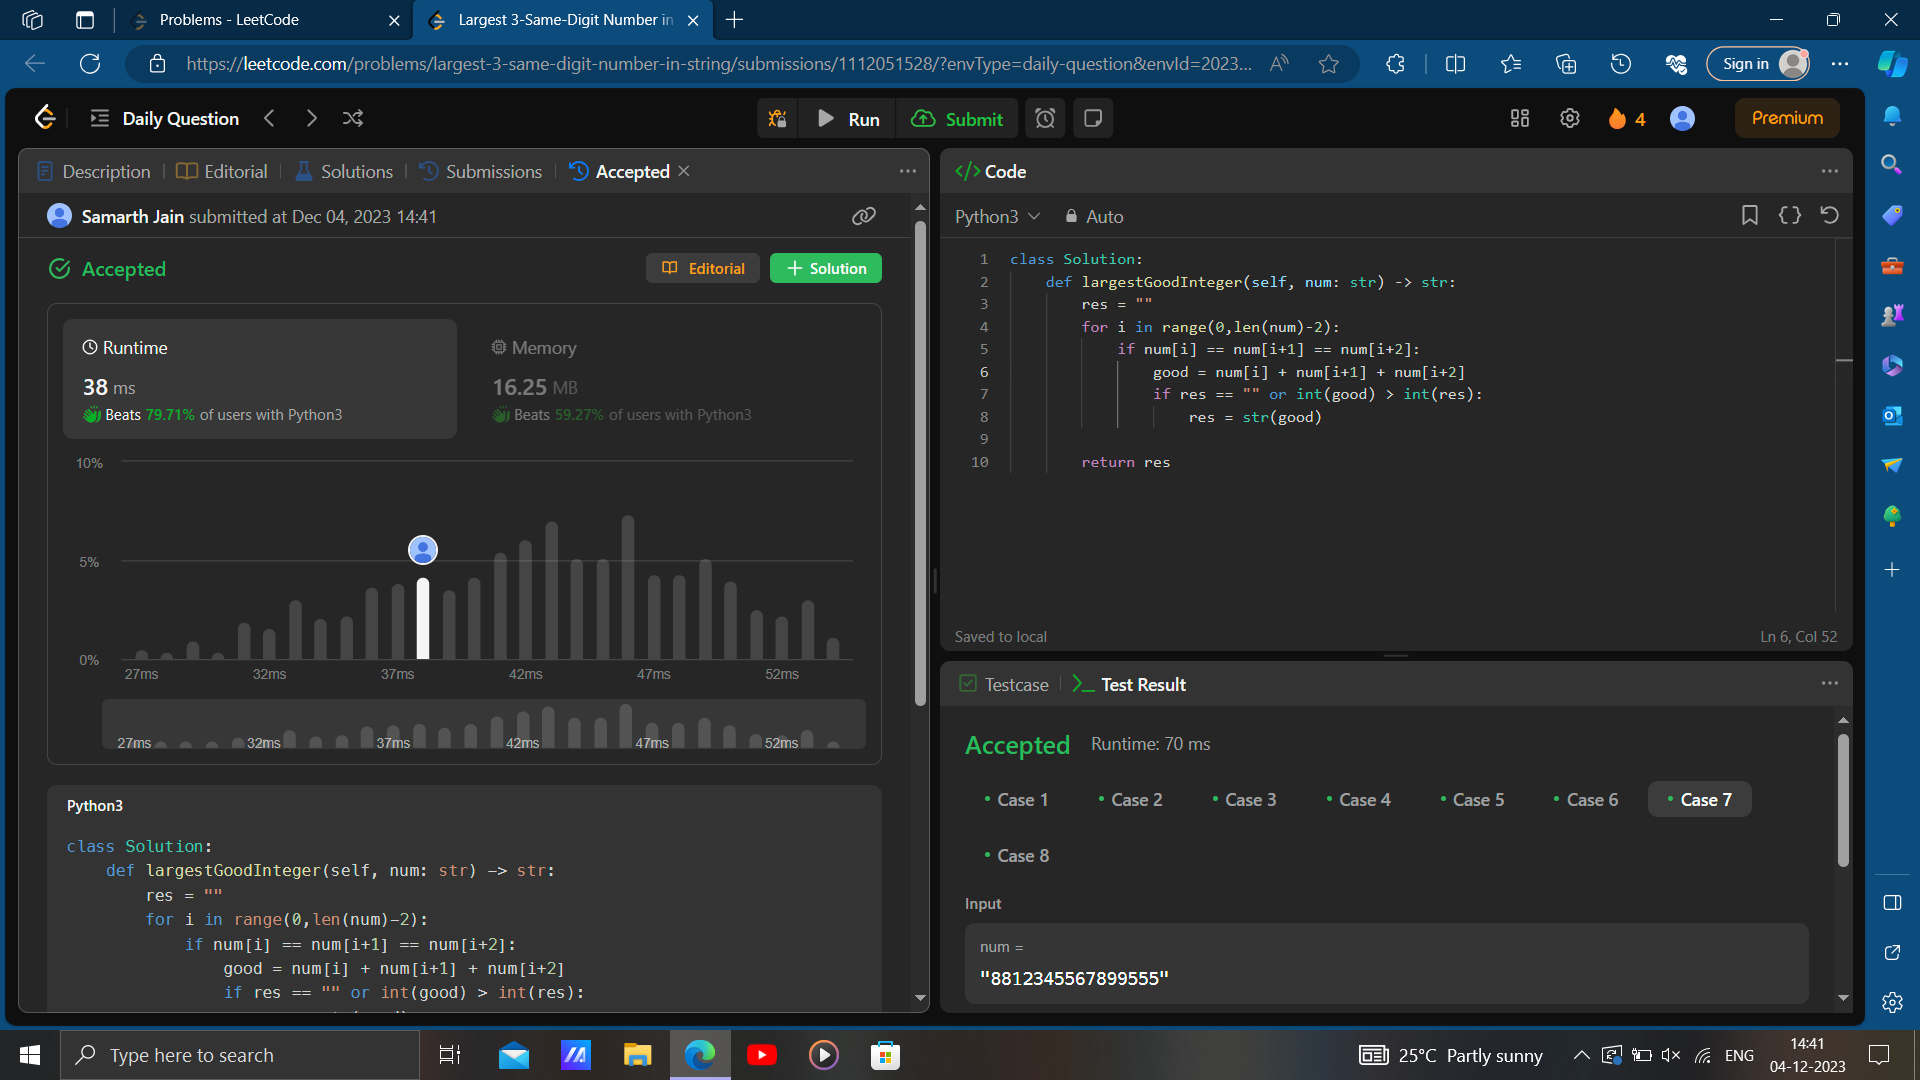 Problems - LeetCode
Largest 3-Same-Digit Number in
https://leetcode.com/problems/largest-3-same-digit-number-in-string/submissions/1112051528/?envType=daily-question&envId=2023...
Sign in
Daily Question
Run
Submit
4
Premium
Description
Editorial
Solutions
Submissions
Accepted
Samarth Jain submitted at Dec 04, 2023 14:41
Accepted
Editorial
Solution
Runtime
38 ms
Beats 79.71% of users with Python3
Memory
16.25 MB
Beats 59.27% of users with Python3
10%
5%
0%
27ms 32ms 37ms 42ms 47ms 52ms
27ms 32ms 37ms 42ms 47ms 52ms
Python3
class Solution:
    def largestGoodInteger(self, num: str) -> str:
        res = ""
        for i in range(0,len(num)-2):
            if num[i] == num[i+1] == num[i+2]:
                good = num[i] + num[i+1] + num[i+2]
                if res == "" or int(good) > int(res):
Code
Python3
Auto
1 class Solution:
2     def largestGoodInteger(self, num: str) -> str:
3         res = ""
4         for i in range(0,len(num)-2):
5             if num[i] == num[i+1] == num[i+2]:
6                 good = num[i] + num[i+1] + num[i+2]
7                 if res == "" or int(good) > int(res):
8                     res = str(good)
9
10         return res
Saved to local
Ln 6, Col 52
Testcase
Test Result
Accepted Runtime: 70 ms
Case 1 Case 2 Case 3 Case 4 Case 5 Case 6 Case 7
Case 8
Input
num =
"8812345567899555"
Type here to search
25°C Partly sunny
ENG
14:41
04-12-2023